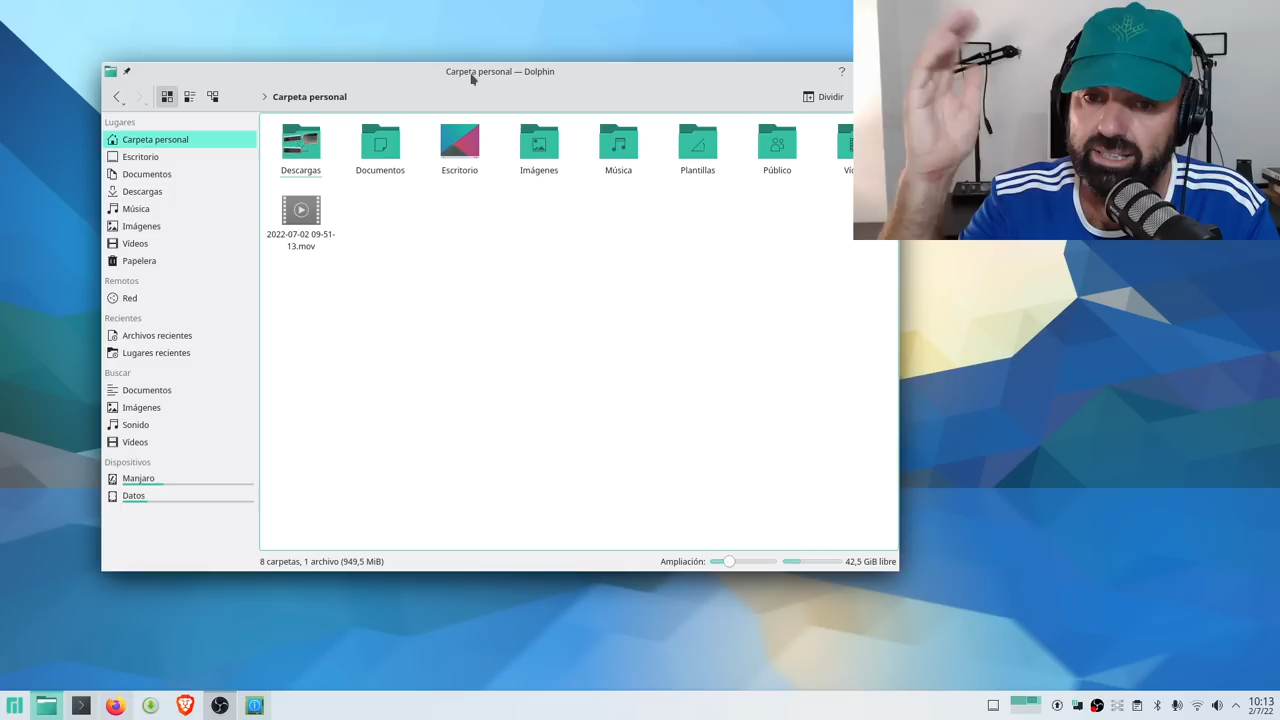 Carpeta personal — Dolphin
?
Carpeta personal
Dividir
Lugares
Carpeta personal
Escritorio
Documentos
Descargas
Música
Imágenes
Vídeos
Papelera
Remotos
Red
Recientes
Archivos recientes
Lugares recientes
Buscar
Documentos
Imágenes
Sonido
Vídeos
Dispositivos
Manjaro
Datos
Descargas
Documentos
Escritorio
Imágenes
Música
Plantillas
Público
2022-07-02 09-51-
13.mov
8 carpetas, 1 archivo (949,5 MiB)
Ampliación:
42,5 GiB libre
10:13
2/7/22